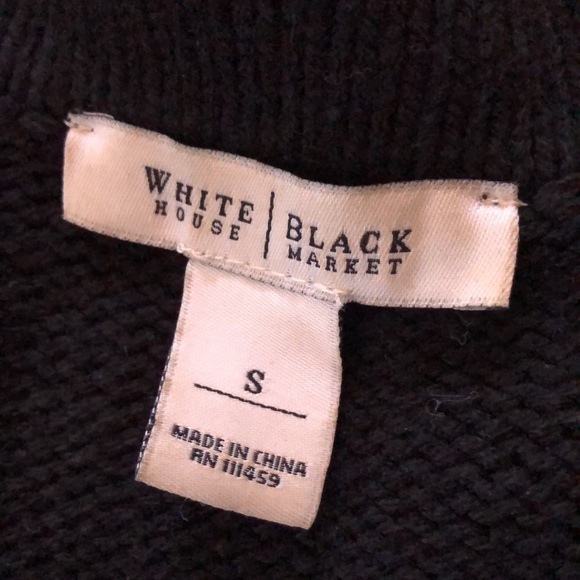 WHITE | BLACK
HOUSE | MARKET
S
MADE IN CHINA
RN 111459